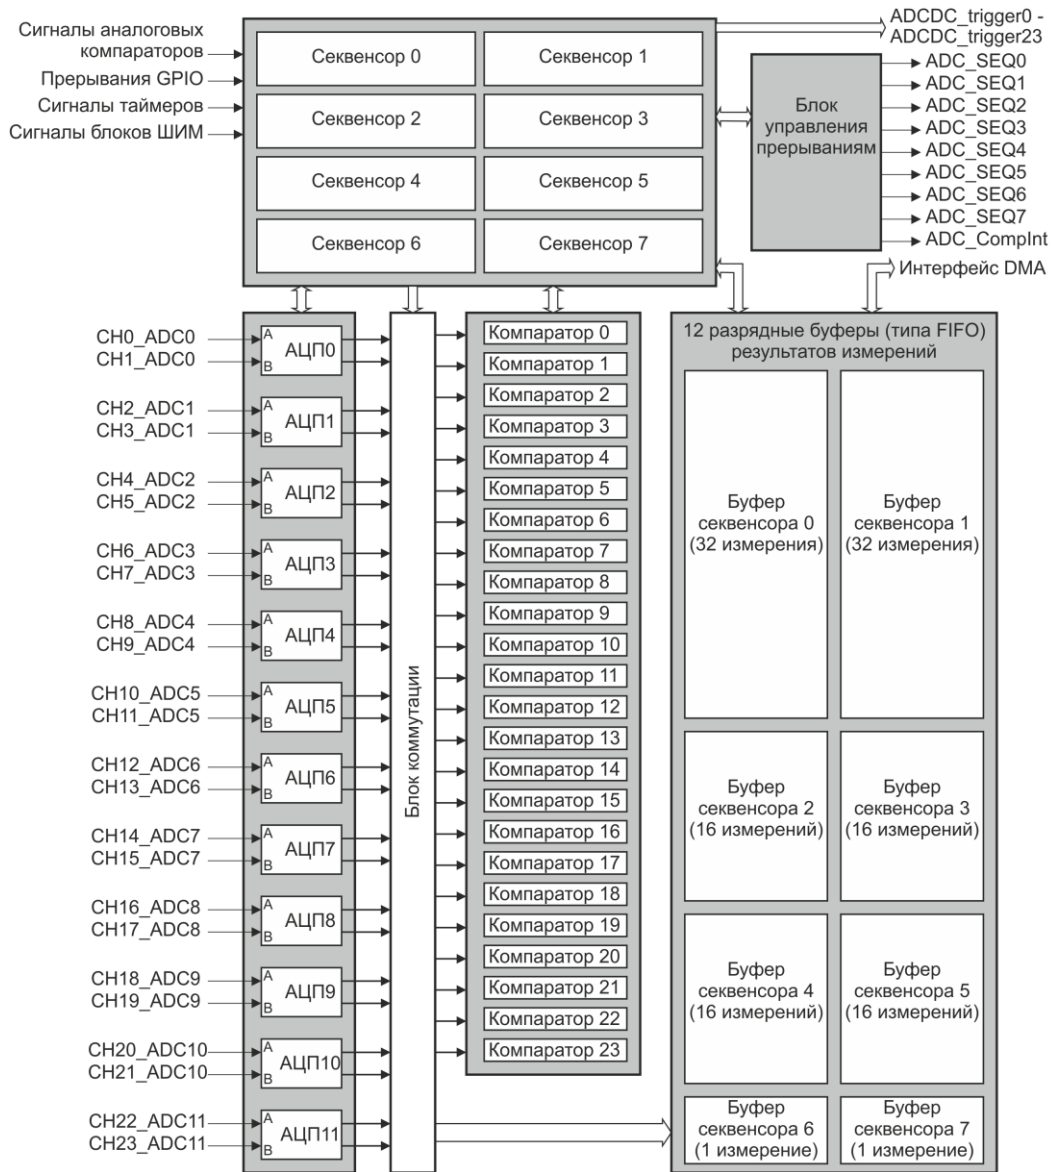 Сигналы аналоговых
компараторов
Прерывания GPIO
Сигналы таймеров
Сигналы блоков ШИМ
Секвенсор 0
Секвенсор 1
Секвенсор 2
Секвенсор 3
Секвенсор 4
Секвенсор 5
Секвенсор 6
Секвенсор 7
ADCDC_trigger0 -
ADCDC_trigger23
Блок
управления
прерываниям
ADC_SEQ0
ADC_SEQ1
ADC_SEQ2
ADC_SEQ3
ADC_SEQ4
ADC_SEQ5
ADC_SEQ6
ADC_SEQ7
ADC_CompInt
Интерфейс DMA
CH0_ADC0
CH1_ADC0
A
B
АЦП0
CH2_ADC1
CH3_ADC1
A
B
АЦП1
CH4_ADC2
CH5_ADC2
A
B
АЦП2
CH6_ADC3
CH7_ADC3
A
B
АЦП3
CH8_ADC4
CH9_ADC4
A
B
АЦП4
CH10_ADC5
CH11_ADC5
A
B
АЦП5
CH12_ADC6
CH13_ADC6
A
B
АЦП6
CH14_ADC7
CH15_ADC7
A
B
АЦП7
CH16_ADC8
CH17_ADC8
A
B
АЦП8
CH18_ADC9
CH19_ADC9
A
B
АЦП9
CH20_ADC10
CH21_ADC10
A
B
АЦП10
CH22_ADC11
CH23_ADC11
A
B
АЦП11
Блок коммутации
Компаратор 0
Компаратор 1
Компаратор 2
Компаратор 3
Компаратор 4
Компаратор 5
Компаратор 6
Компаратор 7
Компаратор 8
Компаратор 9
Компаратор 10
Компаратор 11
Компаратор 12
Компаратор 13
Компаратор 14
Компаратор 15
Компаратор 16
Компаратор 17
Компаратор 18
Компаратор 19
Компаратор 20
Компаратор 21
Компаратор 22
Компаратор 23
12 разрядные буферы (типа FIFO)
результатов измерений
Буфер
секвенсора 0
(32 измерения)
Буфер
секвенсора 1
(32 измерения)
Буфер
секвенсора 2
(16 измерений)
Буфер
секвенсора 3
(16 измерений)
Буфер
секвенсора 4
(16 измерений)
Буфер
секвенсора 5
(16 измерений)
Буфер
секвенсора 6
(1 измерение)
Буфер
секвенсора 7
(1 измерение)